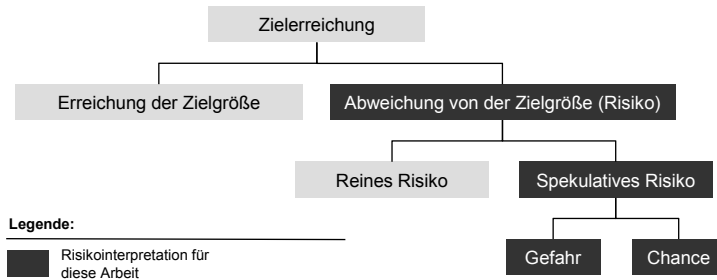 Zielerreichung
Erreichung der Zielgröße
Abweichung von der Zielgröße (Risiko)
Reines Risiko
Spekulatives Risiko
Gefahr
Chance
Legende:
Risikointerpretation für
diese Arbeit